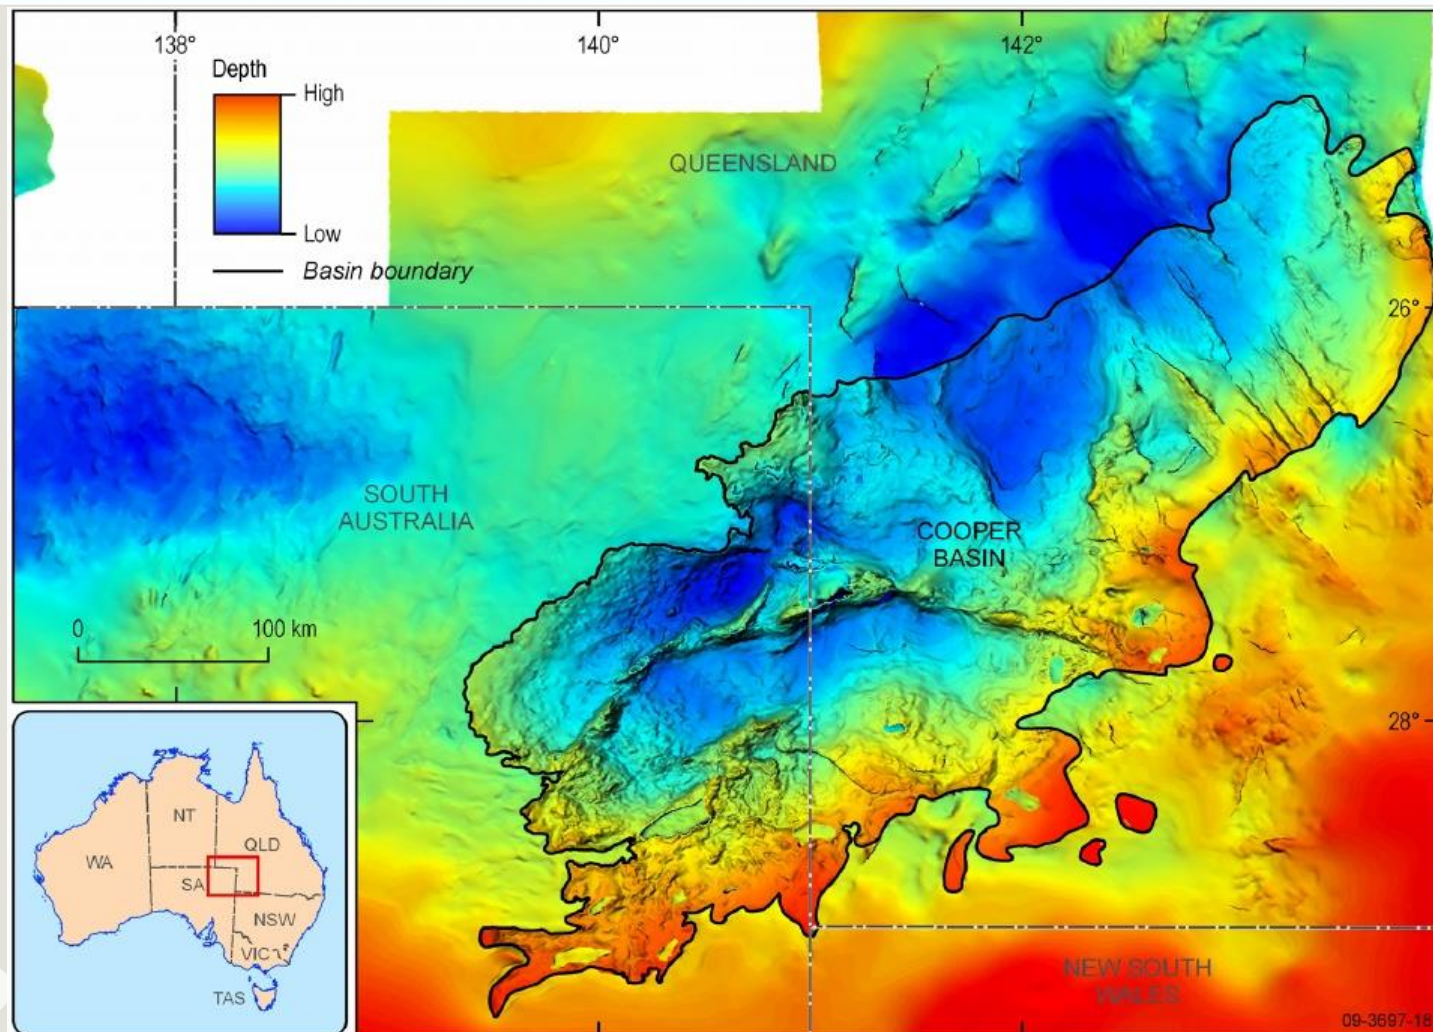 138°
140°
142°
Depth
High
Low
Basin boundary
QUEENSLAND
26°
SOUTH
AUSTRALIA
COOPER
BASIN
0
100 km
28°
NT
WA
QLD
SA
NSW
VIC
TAS
NEW SOUTH
WALES
09-3697-18